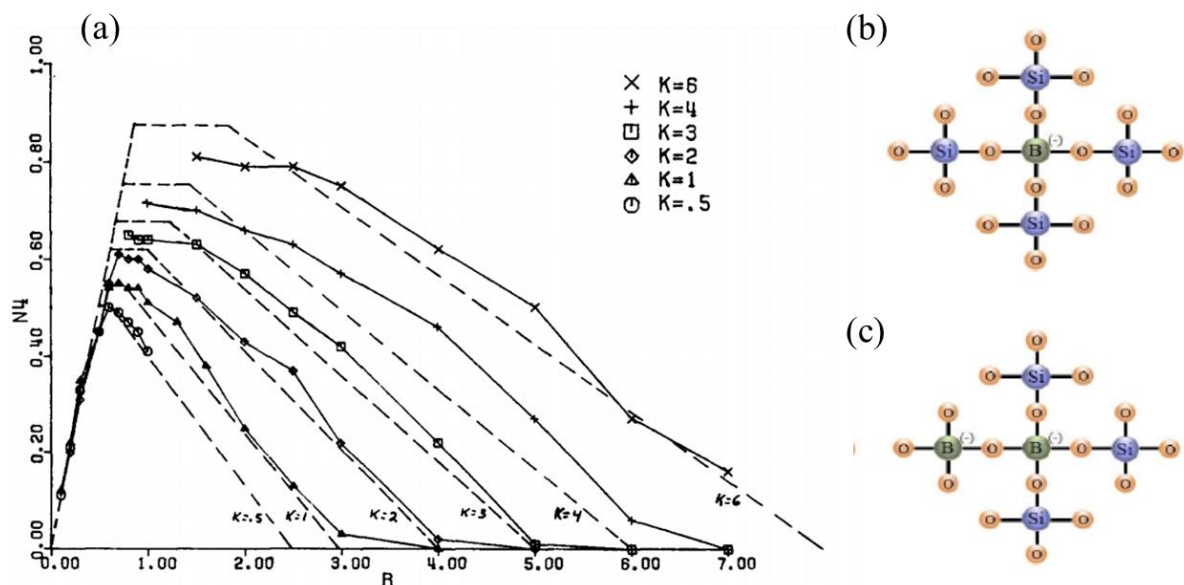 (a)
N4
1.00
0.80
0.60
0.40
0.20
0.00
0.00
1.00
2.00
3.00
4.00
5.00
6.00
7.00
R
K=6
K=4
K=3
K=2
K=1
K=.5
K=.5
K=1
K=2
K=3
K=4
K=6
(b)
O
O Si O
O O O
O Si O B (-) O Si O
O O O
O Si O
O
(c)
O
O Si O
O O O
O B (-) O B (-) O Si O
O O O
O Si O
O